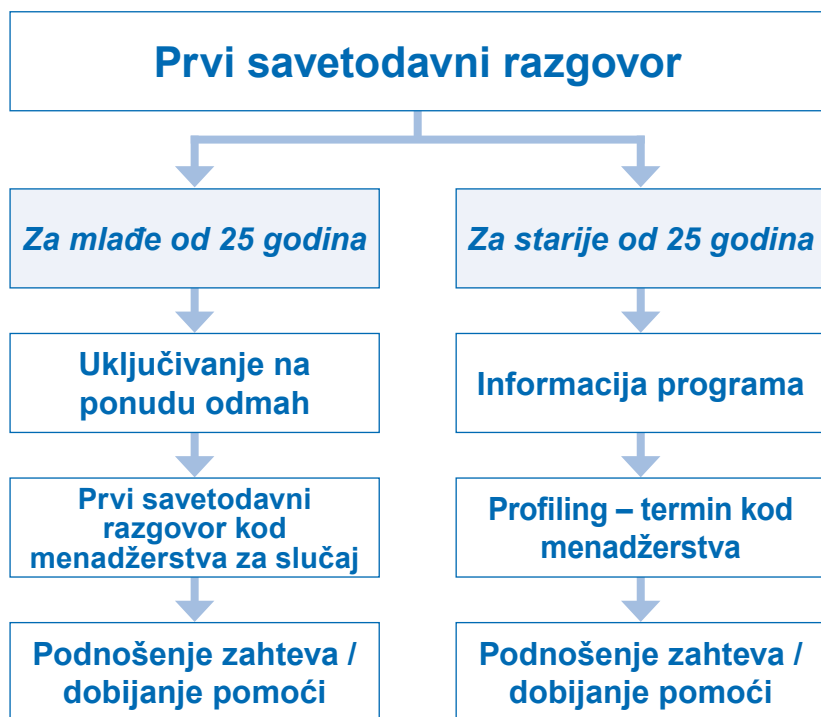 Prvi savetodavni razgovor
Za mlađe od 25 godina
Za starije od 25 godina
Uključivanje na
ponudu odmah
Informacija programa
Prvi savetodavni
razgovor kod
menadžerstva za slučaj
Profiling – termin kod
menadžerstva
Podnošenje zahteva /
dobijanje pomoći
Podnošenje zahteva /
dobijanje pomoći